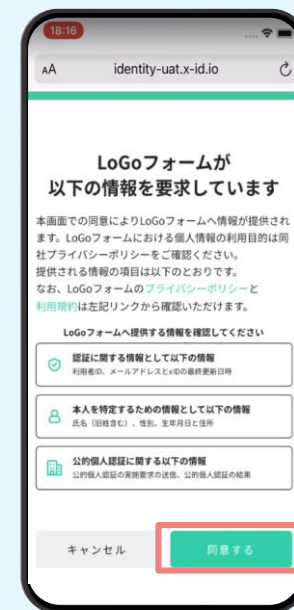 18:16
AA
identity-uat.x-id.io
LoGoフォームが
以下の情報を要求しています
本画面での同意によりLoGoフォームへ情報が提供され
ます。LoGoフォームにおける個人情報の利用目的は同
社プライバシーポリシーをご確認ください。
提供される情報の項目は以下のとおりです。
なお、LoGoフォームのプライバシーポリシーと
利用規約は左記リンクから確認いただけます。
LoGoフォームへ提供する情報を確認してください
認証に関する情報として以下の情報
利用者ID、メールアドレスとxIDの最終更新日時
本人を特定するための情報として以下の情報
氏名（旧姓含む）、性別、生年月日と住所
公的個人認証に関する以下の情報
公的個人認証の実施要求の送信、公的個人認証の結果
キャンセル
同意する